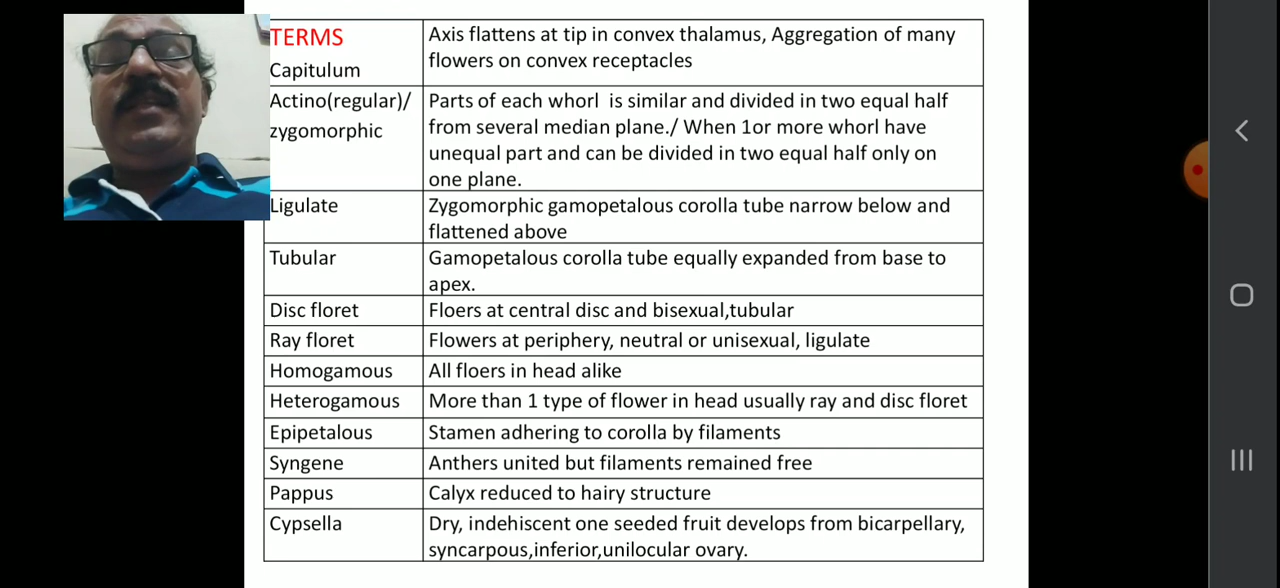 TERMS
Capitulum
Axis flattens at tip in convex thalamus, Aggregation of many
flowers on convex receptacles
Actino(regular)/
zygomorphic
Parts of each whorl is similar and divided in two equal half
from several median plane./ When 1or more whorl have
unequal part and can be divided in two equal half only on
one plane.
Ligulate
Zygomorphic gamopetalous corolla tube narrow below and
flattened above
Tubular
Gamopetalous corolla tube equally expanded from base to
apex.
Disc floret
Floers at central disc and bisexual,tubular
Ray floret
Flowers at periphery, neutral or unisexual, ligulate
Homogamous
All floers in head alike
Heterogamous
More than 1 type of flower in head usually ray and disc floret
Epipetalous
Stamen adhering to corolla by filaments
Syngene
Anthers united but filaments remained free
Pappus
Calyx reduced to hairy structure
Cypsella
Dry, indehiscent one seeded fruit develops from bicarpellary,
syncarpous,inferior,unilocular ovary.